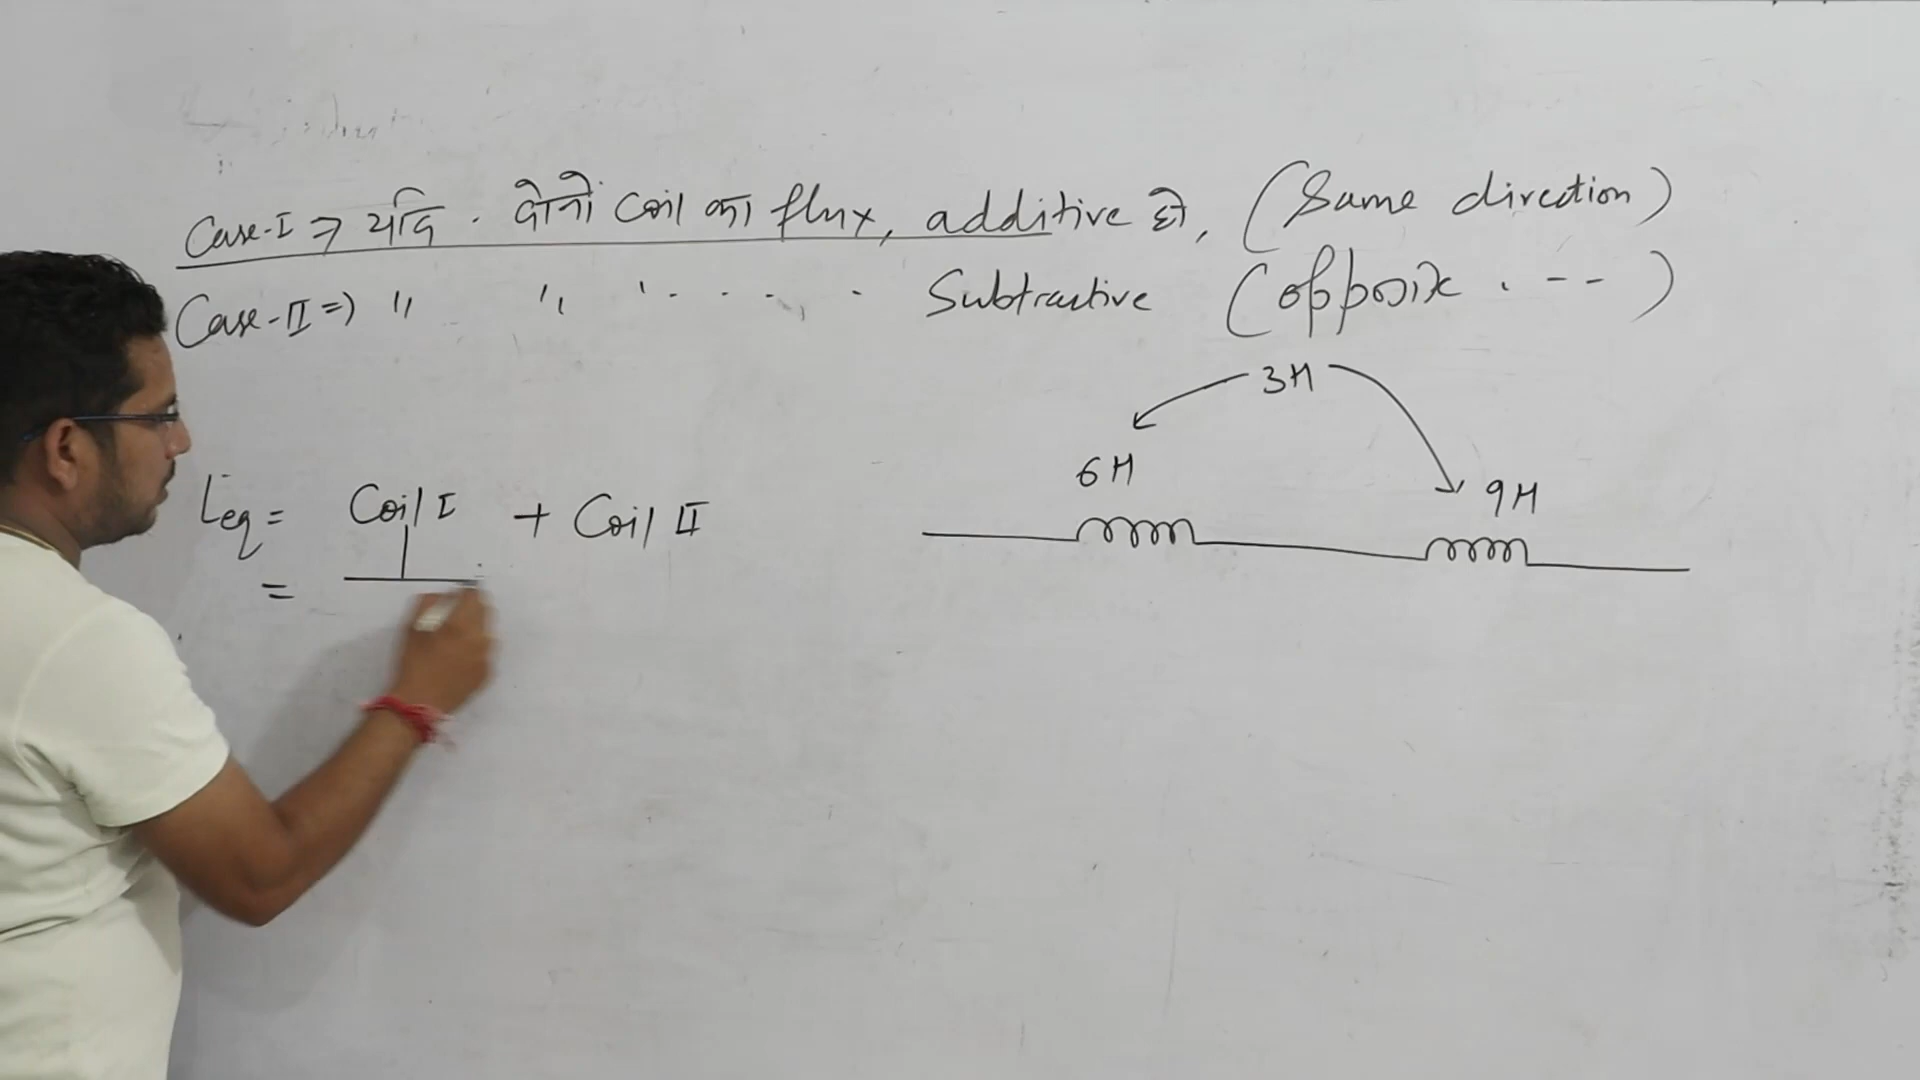 Case-I ⇒ यदि. दोनो coil का flux, additive हो, (Same direction)
Case-II ⇒ " " ' - - - - Subtractive (opposite . - - )
3H
6H
9H
Leq = Coil I + Coil II
=